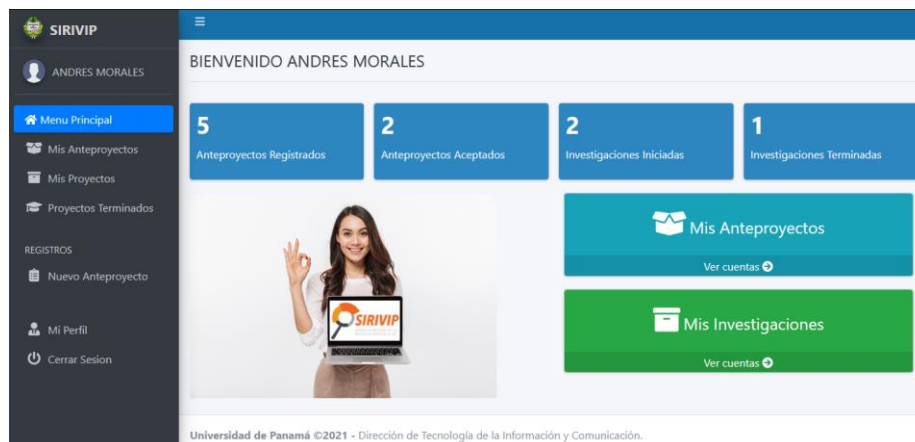 SIRIVIP
ANDRES MORALES
Menu Principal
Mis Anteproyectos
Mis Proyectos
Proyectos Terminados
REGISTROS
Nuevo Anteproyecto
Mi Perfil
Cerrar Sesion
BIENVENIDO ANDRES MORALES
5
Anteproyectos Registrados
2
Anteproyectos Aceptados
2
Investigaciones Iniciadas
1
Investigaciones Terminadas
SIRIVIP
Mis Anteproyectos
Ver cuentas
Mis Investigaciones
Ver cuentas
Universidad de Panamá ©2021 - Dirección de Tecnología de la Información y Comunicación.